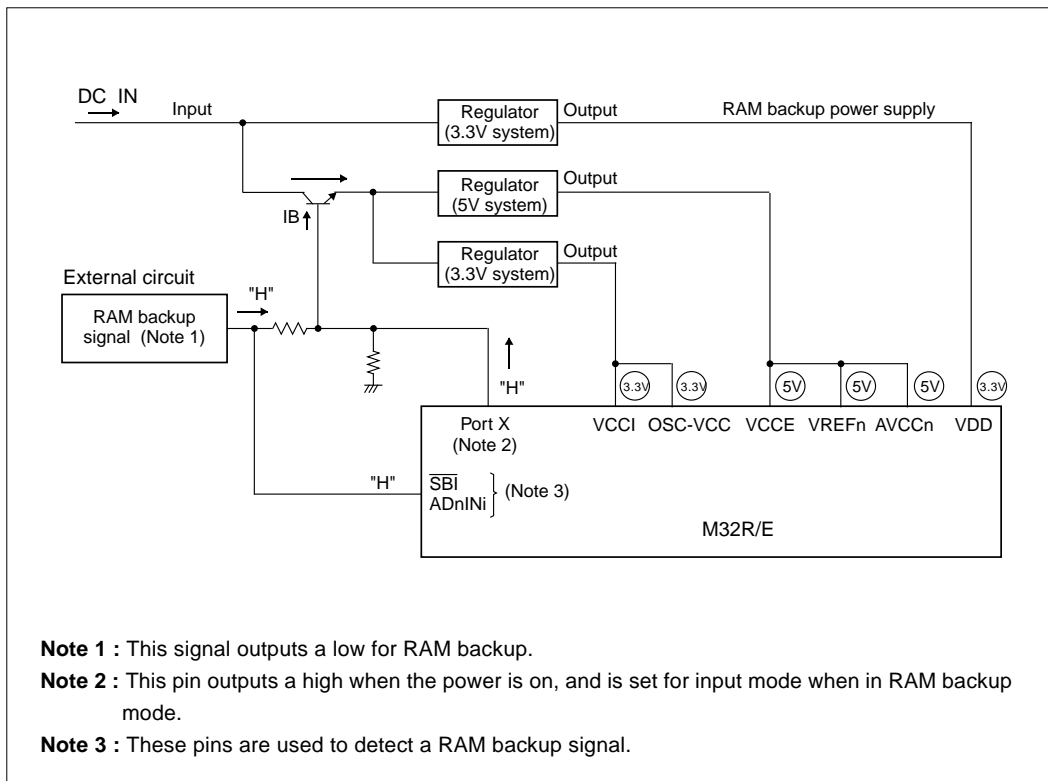 DC IN
Input
Regulator
(3.3V system)
Output
RAM backup power supply
Regulator
(5V system)
Output
IB
Regulator
(3.3V system)
Output
External circuit
RAM backup
signal (Note 1)
"H"
"H"
3.3V 3.3V 5V 5V 5V 3.3V
Port X
(Note 2)
VCCI OSC-VCC VCCE VREFn AVCCn VDD
"H"
SBI
ADnINi
(Note 3)
M32R/E
Note 1 : This signal outputs a low for RAM backup.
Note 2 : This pin outputs a high when the power is on, and is set for input mode when in RAM backup
mode.
Note 3 : These pins are used to detect a RAM backup signal.